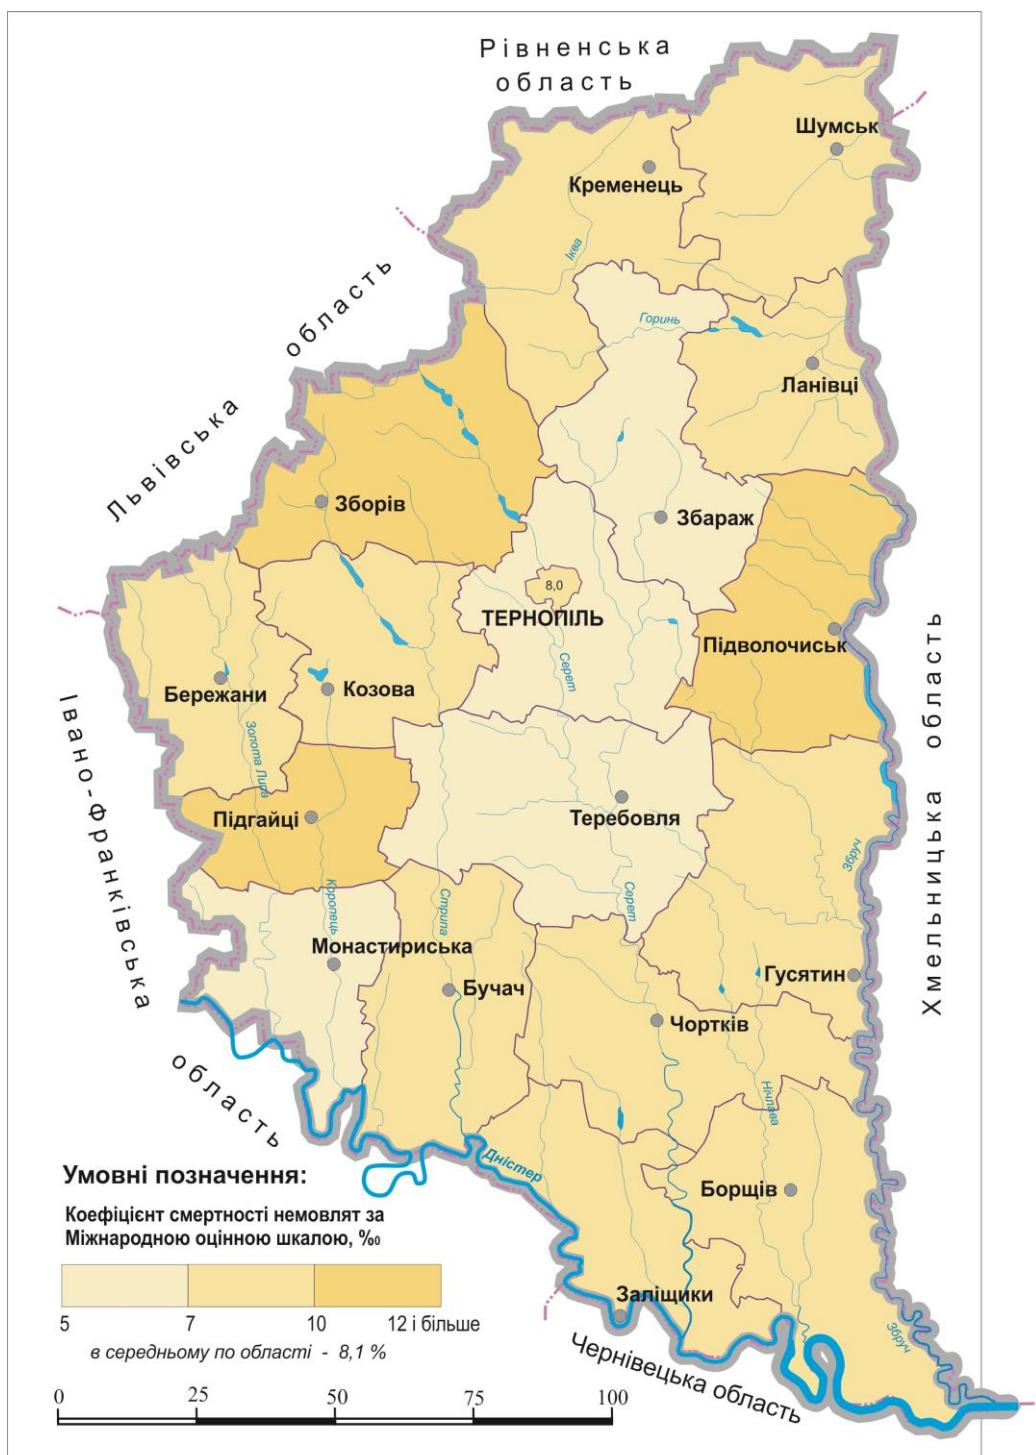 Рівненська
область
Шумськ
Кременець
Іква
Львівська область
Горинь
Ланівці
Зборів
Збараж
8,0
ТЕРНОПІЛЬ
Підволочиськ
Серет
Бережани
Козова
Золота Липа
Івано-Франківська
область
Хмельницька область
Підгайці
Теребовля
Збруч
Коропець
Стрипа
Серет
Монастириська
Бучач
Гусятин
Чортків
Нічлава
Дністер
Борщів
Заліщики
Збруч
Чернівецька область
Умовні позначення:
Коефіцієнт смертності немовлят за
Міжнародною оцінною шкалою, ‰
5 7 10 12 і більше
в середньому по області - 8,1 %
0 25 50 75 100